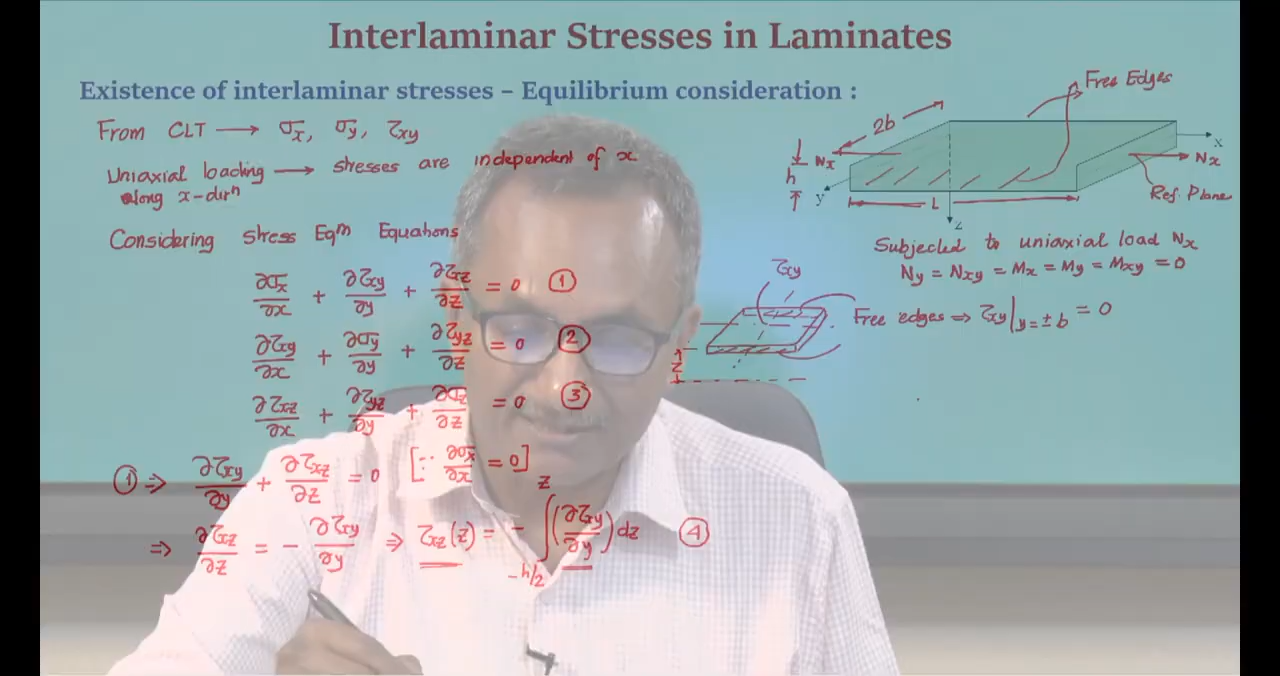 Interlaminar Stresses in Laminates
Existence of interlaminar stresses – Equilibrium consideration :
From CLT → σx, σy, τxy
Uniaxial loading → stresses are independent of x
along x-dirⁿ
Considering stress Eqm Equations
∂σx/∂x + ∂τxy/∂y + ∂τxz/∂z = 0 ①
∂τxy/∂x + ∂σy/∂y + ∂τyz/∂z = 0 ②
∂τxz/∂x + ∂τyz/∂y + ∂σz/∂z = 0 ③
① ⇒ ∂τxy/∂y + ∂τxz/∂z = 0 [∵ ∂σx/∂x = 0]
⇒ ∂τxz/∂z = - ∂τxy/∂y ⇒ τxz(z) = - ∫_{-h/2}^{z} (∂τxy/∂y) dz ④
Free Edges
2b
Nx
h
y
L
x
Nx
Ref. Plane
z
Subjected to uniaxial load Nx
Ny = Nxy = Mx = My = Mxy = 0
τxy
z
Free edges ⇒ τxy|y=±b = 0